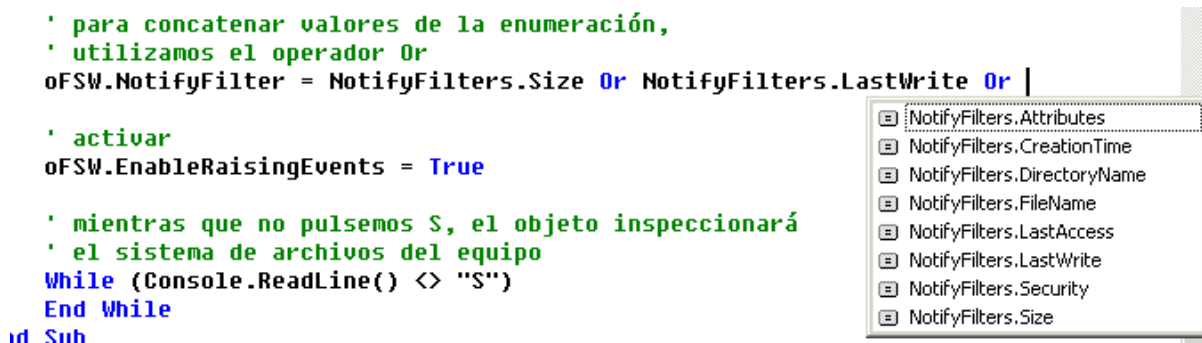 ' para concatenar valores de la enumeración,
' utilizamos el operador Or
oFSW.NotifyFilter = NotifyFilters.Size Or NotifyFilters.LastWrite Or
NotifyFilters.Attributes
NotifyFilters.CreationTime
NotifyFilters.DirectoryName
NotifyFilters.FileName
NotifyFilters.LastAccess
NotifyFilters.LastWrite
NotifyFilters.Security
NotifyFilters.Size
' activar
oFSW.EnableRaisingEvents = True
' mientras que no pulsemos S, el objeto inspeccionará
' el sistema de archivos del equipo
While (Console.ReadLine() <> "S")
End While
nd Sub